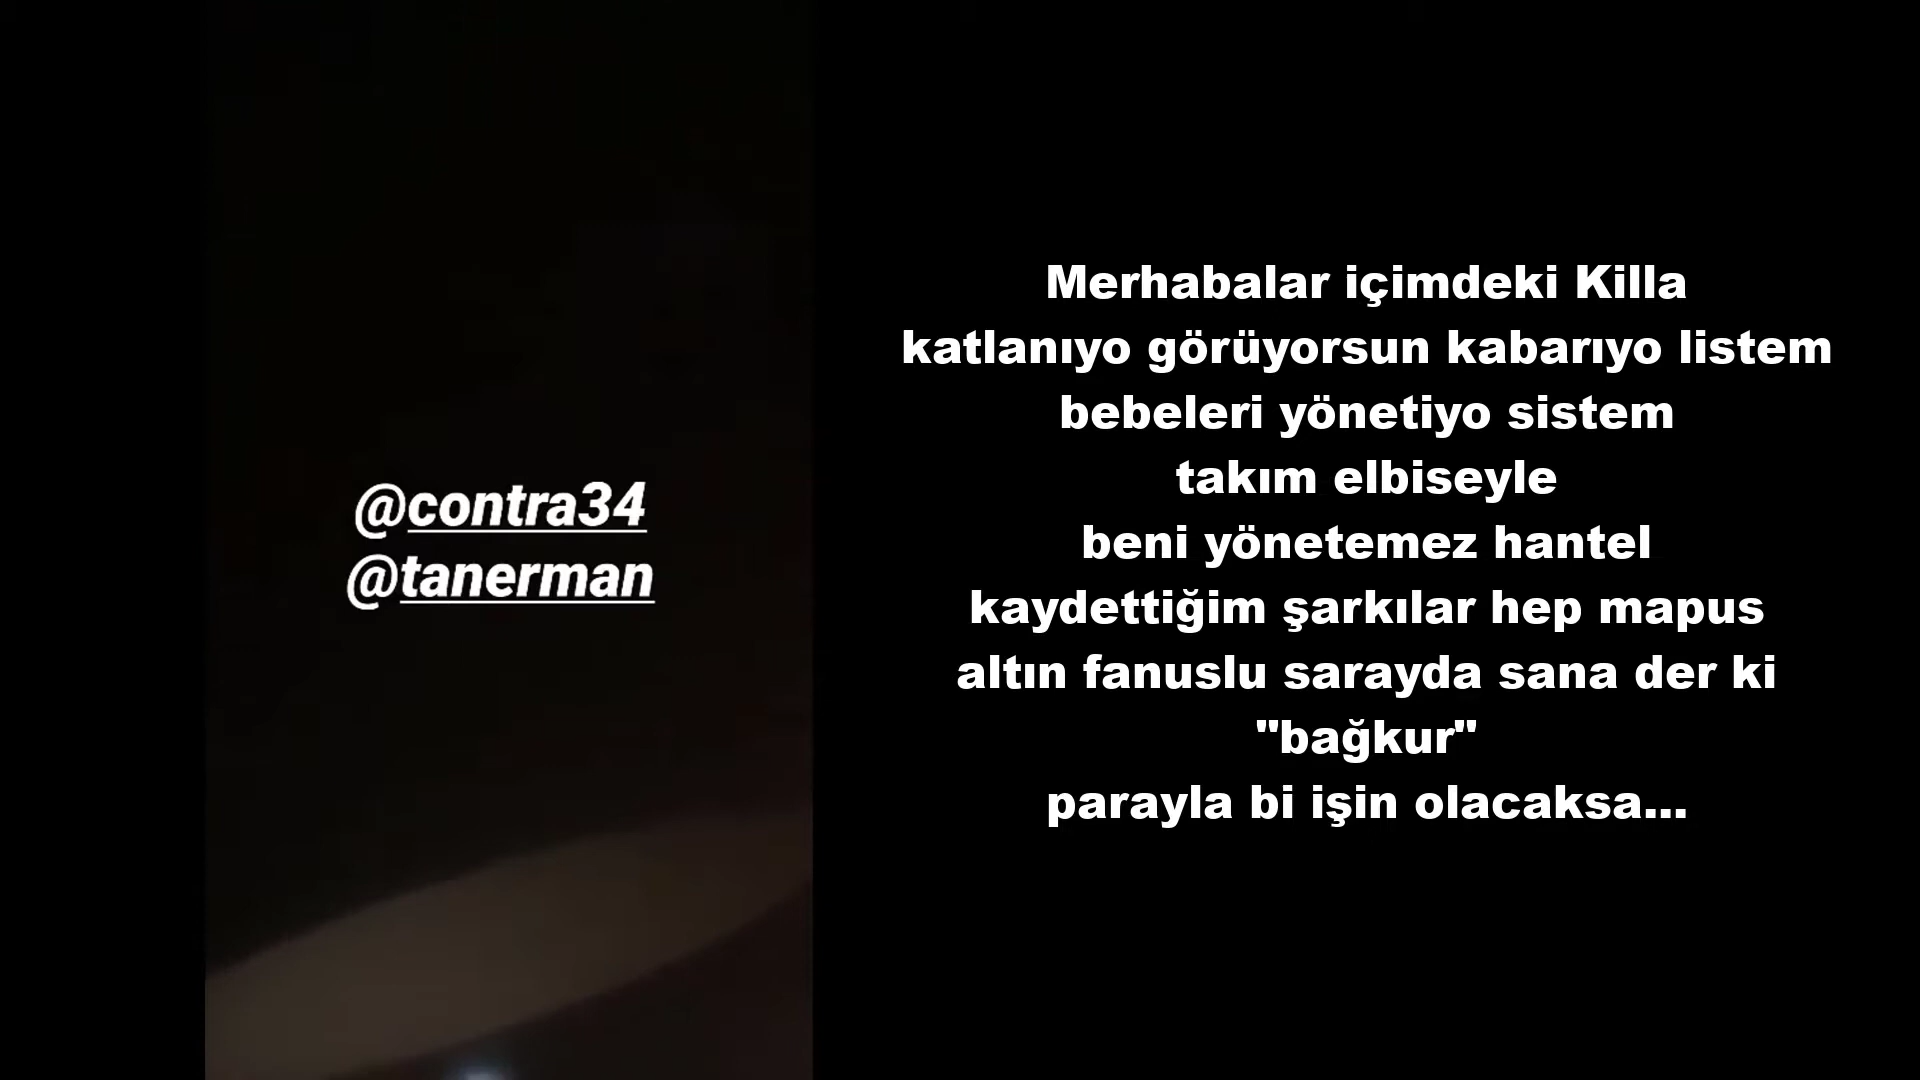 @contra34
@tanerman
Merhabalar içimdeki Killa
katlanıyo görüyorsun kabarıyo listem
bebeleri yönetiyo sistem
takım elbiseyle
beni yönetemez hantel
kaydettiğim şarkılar hep mapus
altın fanuslu sarayda sana der ki
"bağkur"
parayla bi işin olacaksa...